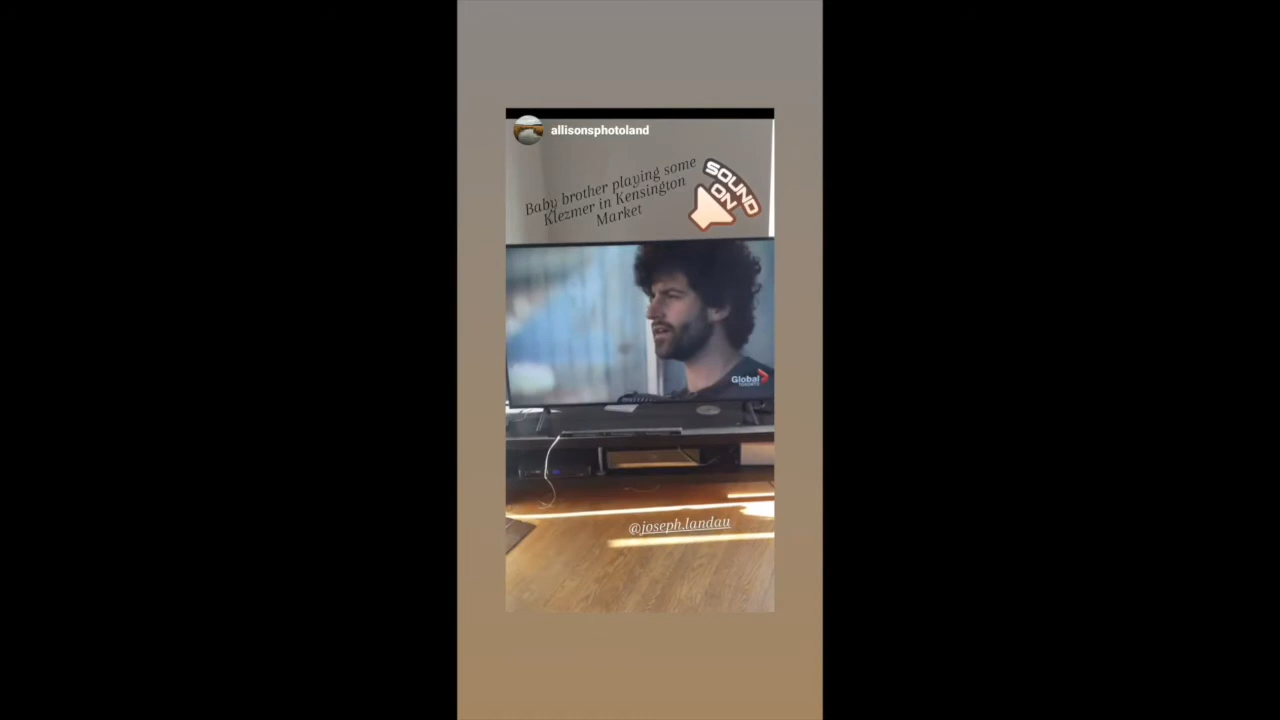 allisonsphotoland
Baby brother playing some
Klezmer in Kensington
Market
SOUND
ON
Global
@joseph.landau